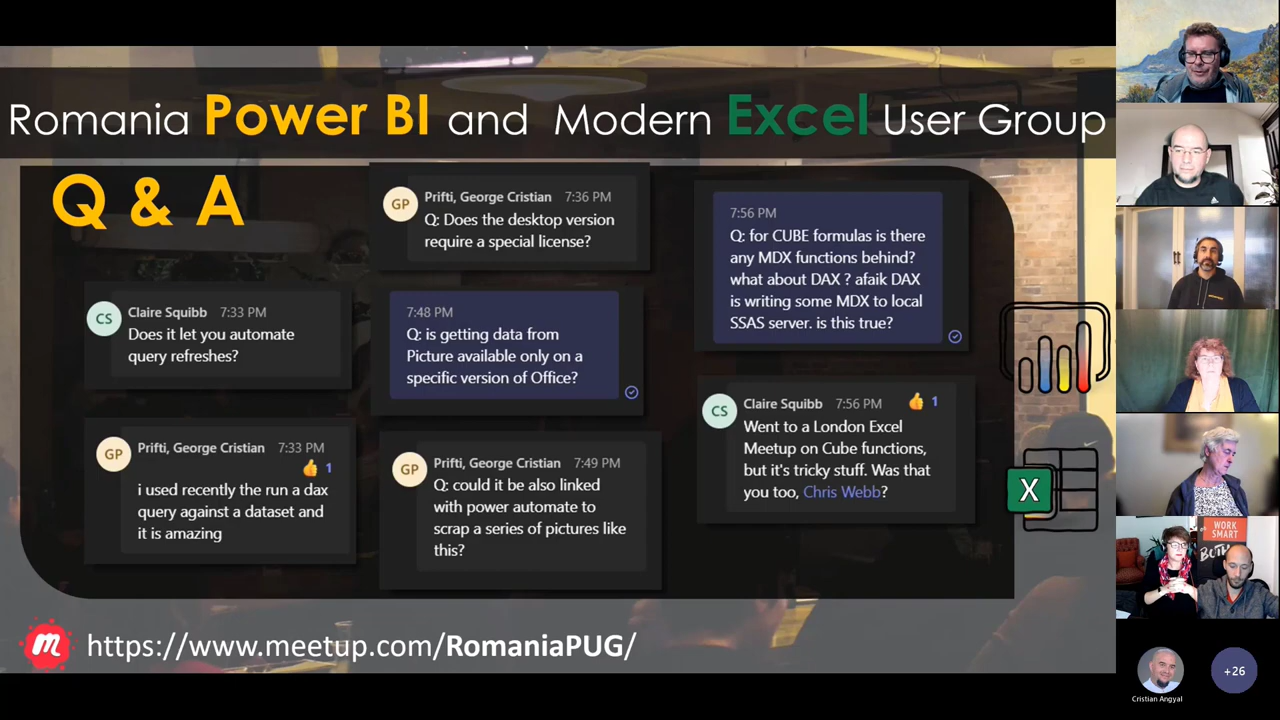 Romania Power BI and Modern Excel User Group
Q & A
CS
Claire Squibb 7:33 PM
Does it let you automate
query refreshes?
GP
Prifti, George Cristian 7:33 PM
👍 1
i used recently the run a dax
query against a dataset and
it is amazing
GP
Prifti, George Cristian 7:36 PM
Q: Does the desktop version
require a special license?
7:48 PM
Q: is getting data from
Picture available only on a
specific version of Office?
GP
Prifti, George Cristian 7:49 PM
Q: could it be also linked
with power automate to
scrap a series of pictures like
this?
7:56 PM
Q: for CUBE formulas is there
any MDX functions behind?
what about DAX ? afaik DAX
is writing some MDX to local
SSAS server. is this true?
CS
Claire Squibb 7:56 PM 👍 1
Went to a London Excel
Meetup on Cube functions,
but it's tricky stuff. Was that
you too, Chris Webb?
X
m https://www.meetup.com/RomaniaPUG/
WORK
SMART
Cristian Angyal
+26